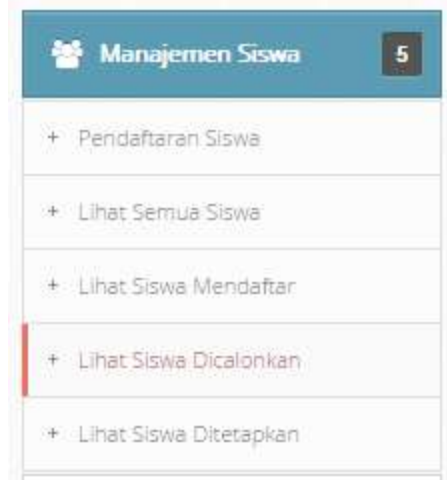 Manajemen Siswa 5
+ Pendaftaran Siswa
+ Lihat Semua Siswa
+ Lihat Siswa Mendaftar
+ Lihat Siswa Dicalonkan
+ Lihat Siswa Ditetapkan